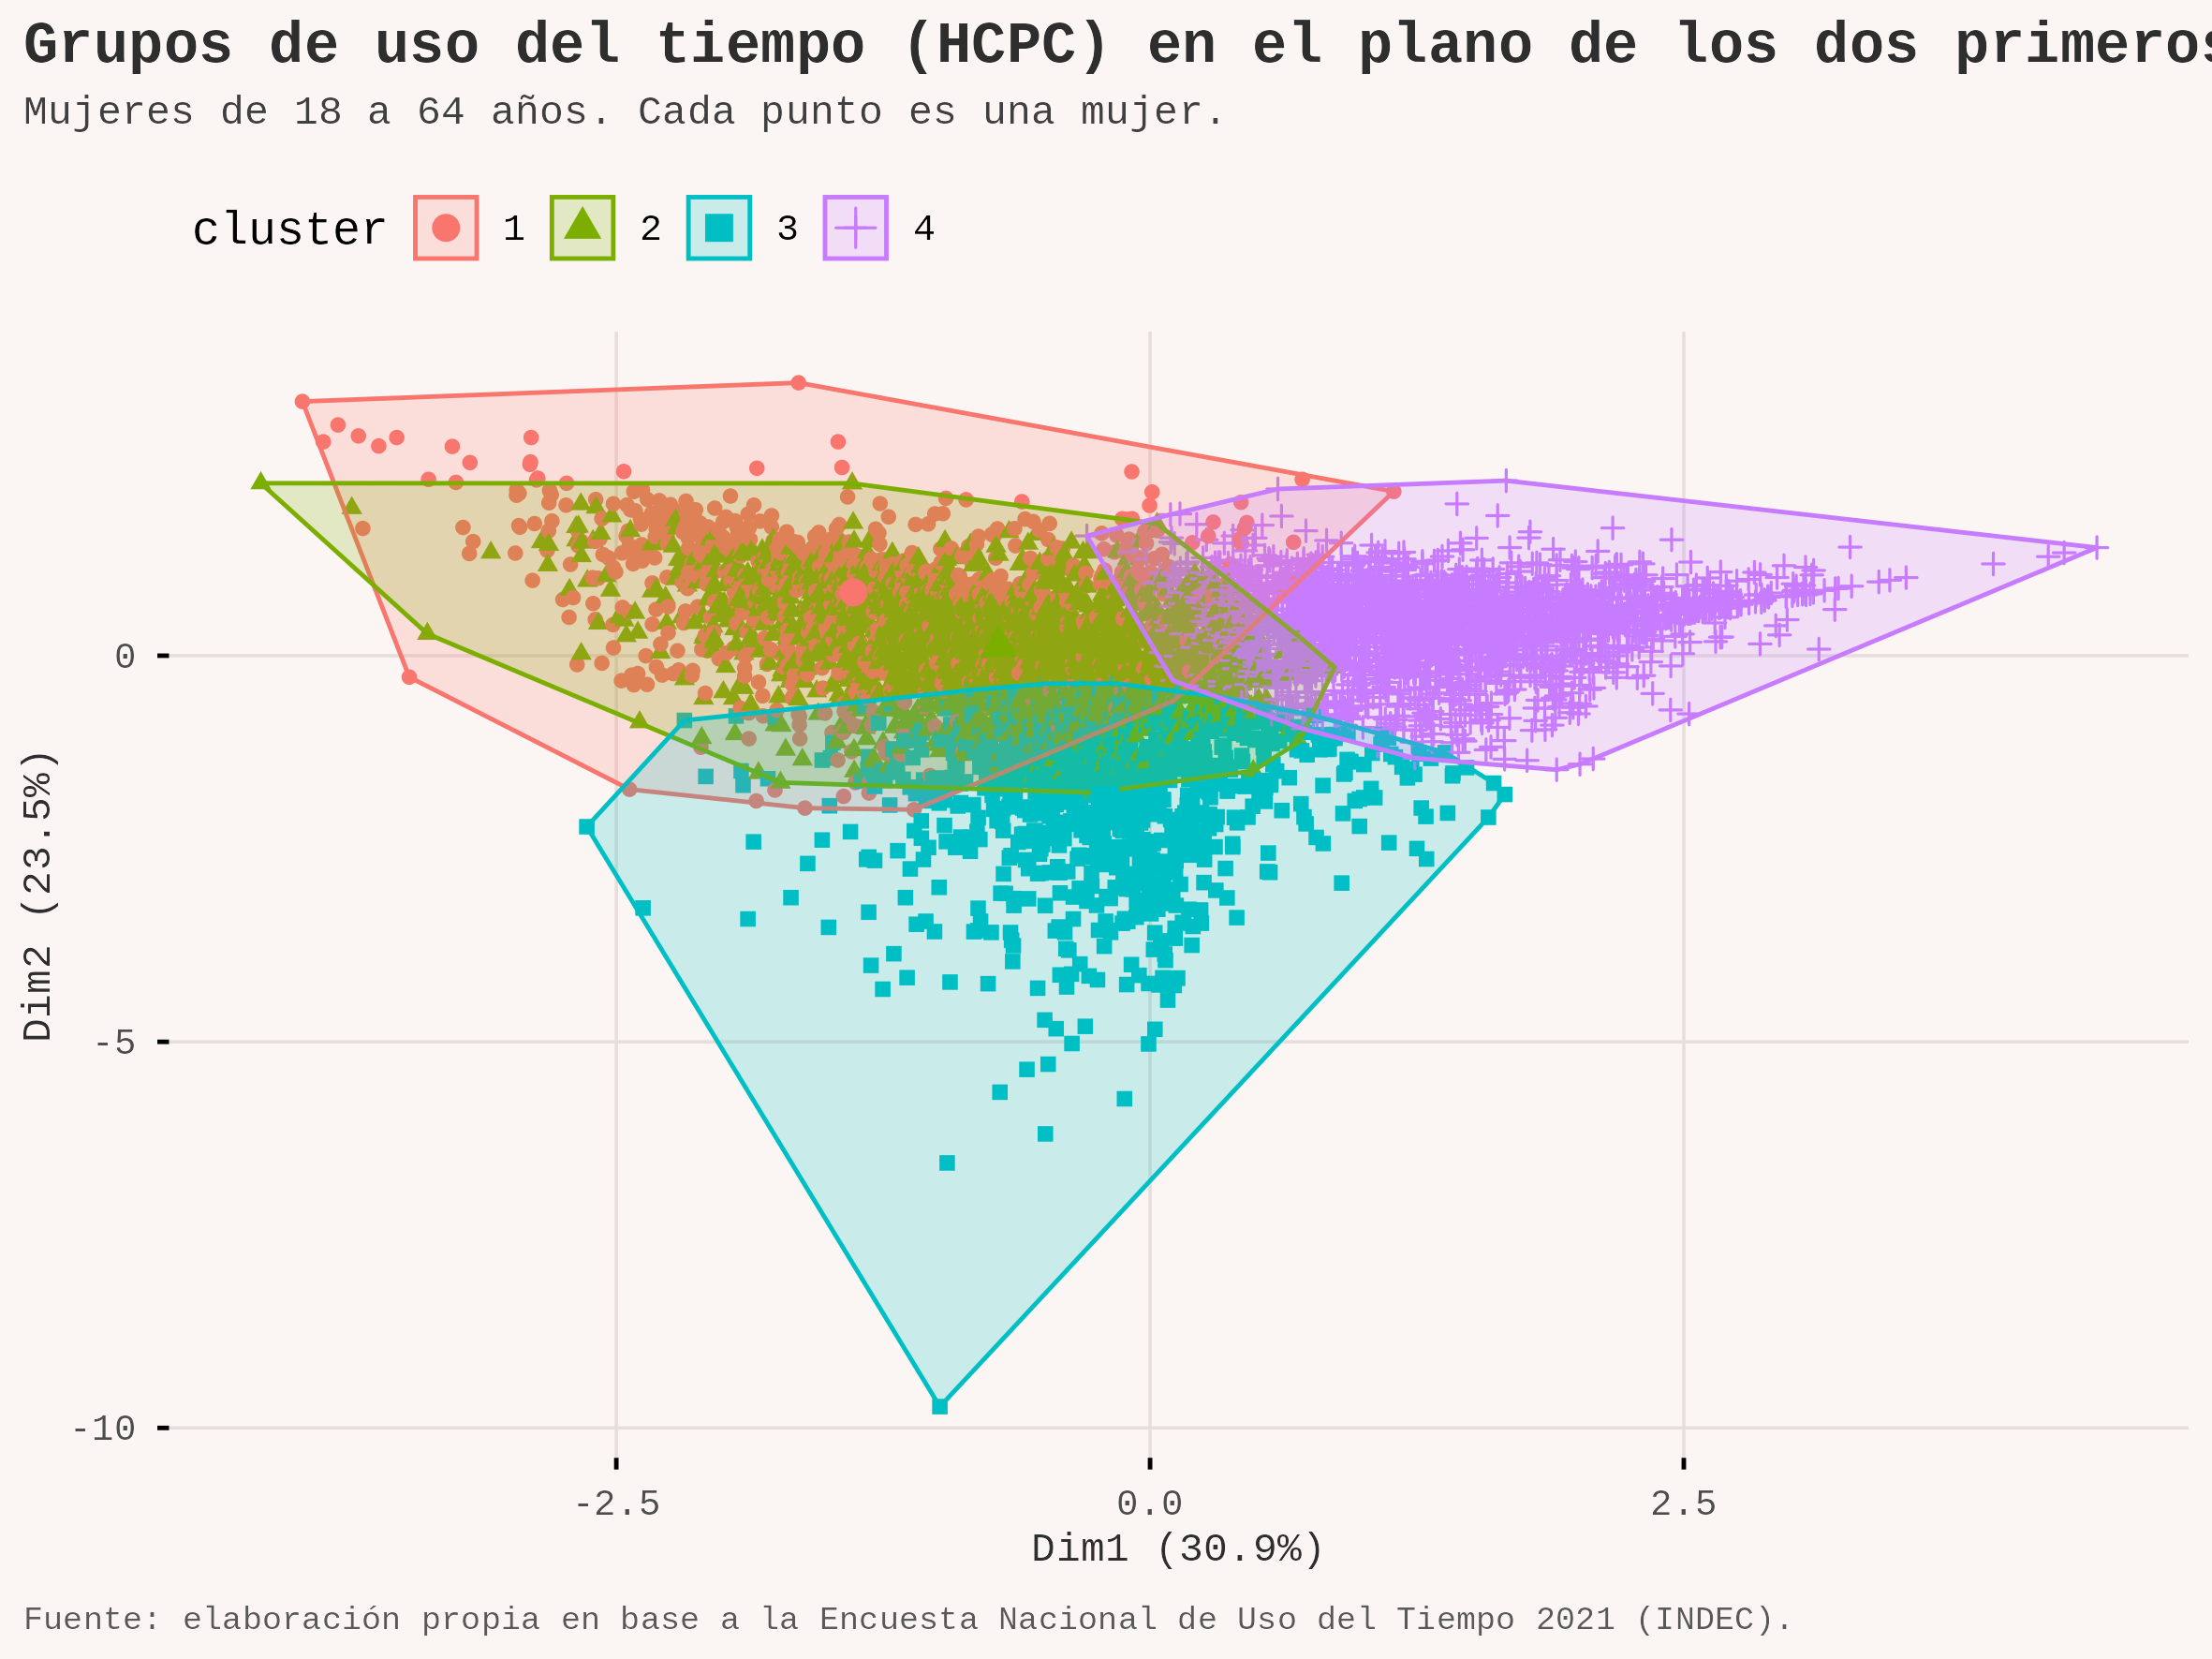 Grupos de uso del tiempo (HCPC) en el plano de los dos primeros
Mujeres de 18 a 64 años. Cada punto es una mujer.
cluster 1 2 3 4
0
-5
-10
Dim2 (23.5%)
-2.5 0.0 2.5
Dim1 (30.9%)
Fuente: elaboración propia en base a la Encuesta Nacional de Uso del Tiempo 2021 (INDEC).